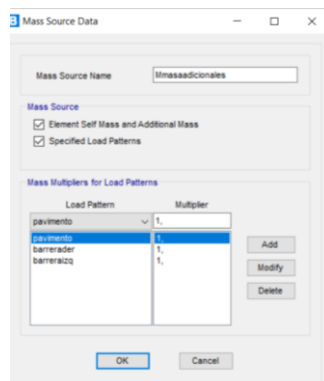 Mass Source Data
Mass Source Name
Mmasaadicionales
Mass Source
Element Self Mass and Additional Mass
Specified Load Patterns
Mass Multipliers for Load Patterns
Load Pattern Multiplier
pavimento 1,
pavimento 1,
barrerader 1,
barreraizq 1,
Add
Modify
Delete
OK Cancel